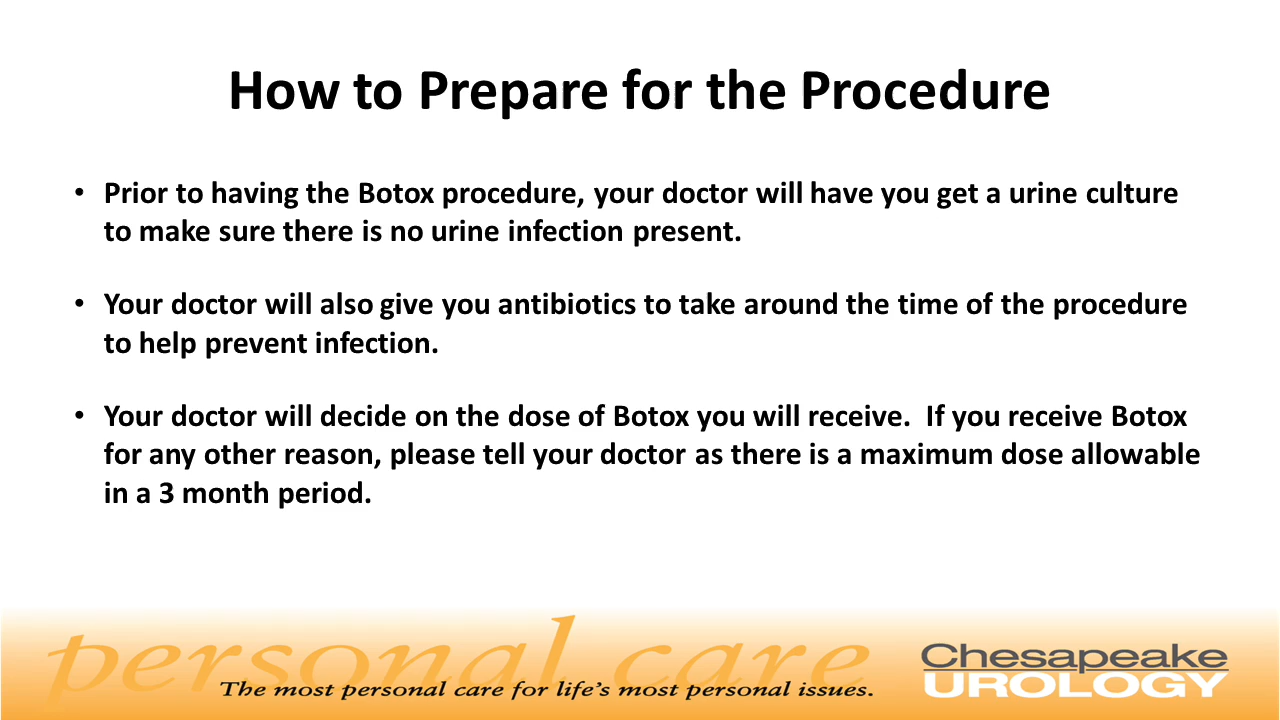 How to Prepare for the Procedure
• Prior to having the Botox procedure, your doctor will have you get a urine culture
to make sure there is no urine infection present.
• Your doctor will also give you antibiotics to take around the time of the procedure
to help prevent infection.
• Your doctor will decide on the dose of Botox you will receive.  If you receive Botox
for any other reason, please tell your doctor as there is a maximum dose allowable
in a 3 month period.
personal care
The most personal care for life's most personal issues.
Chesapeake
UROLOGY